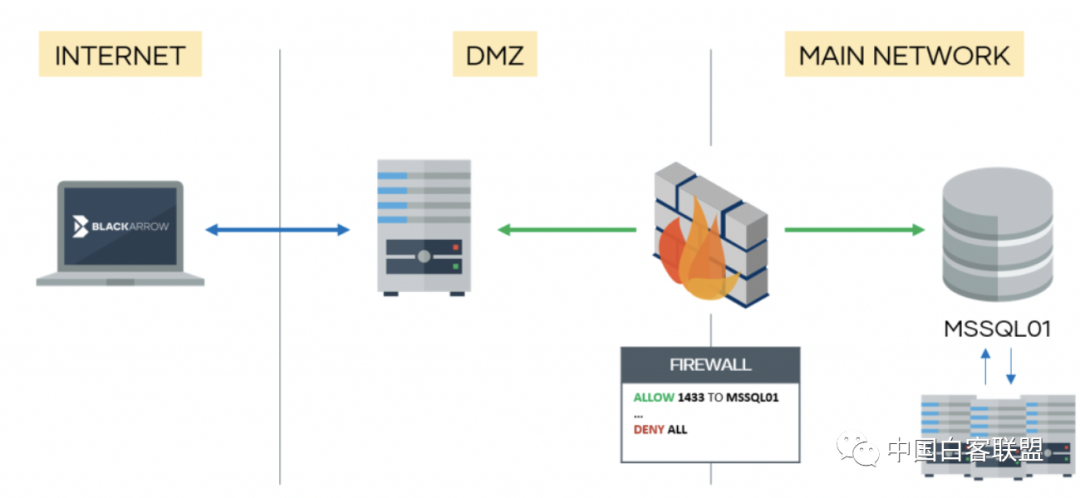 INTERNET
DMZ
MAIN NETWORK
BLACKARROW
MSSQL01
FIREWALL
ALLOW 1433 TO MSSQL01
...
DENY ALL
中国白客联盟